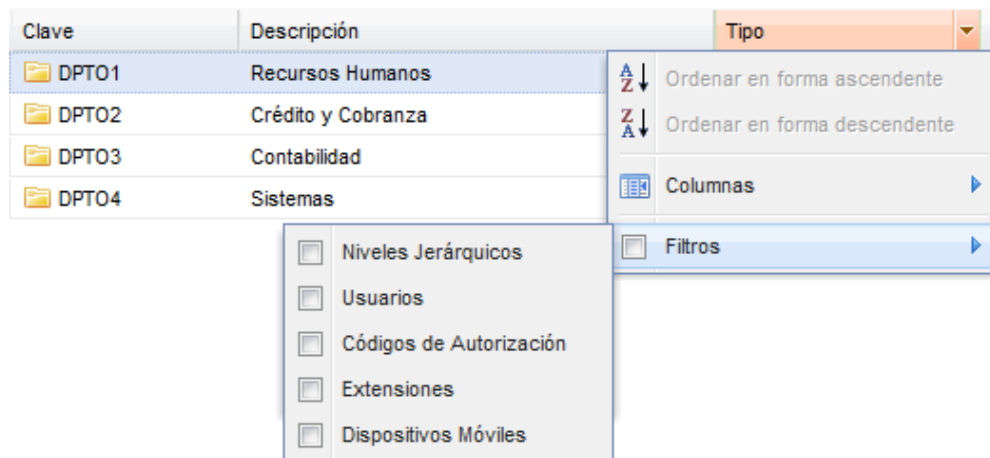 Clave Descripción Tipo
DPTO1 Recursos Humanos
DPTO2 Crédito y Cobranza
DPTO3 Contabilidad
DPTO4 Sistemas
A Z Ordenar en forma ascendente
Z A Ordenar en forma descendente
Columnas
Filtros
Niveles Jerárquicos
Usuarios
Códigos de Autorización
Extensiones
Dispositivos Móviles